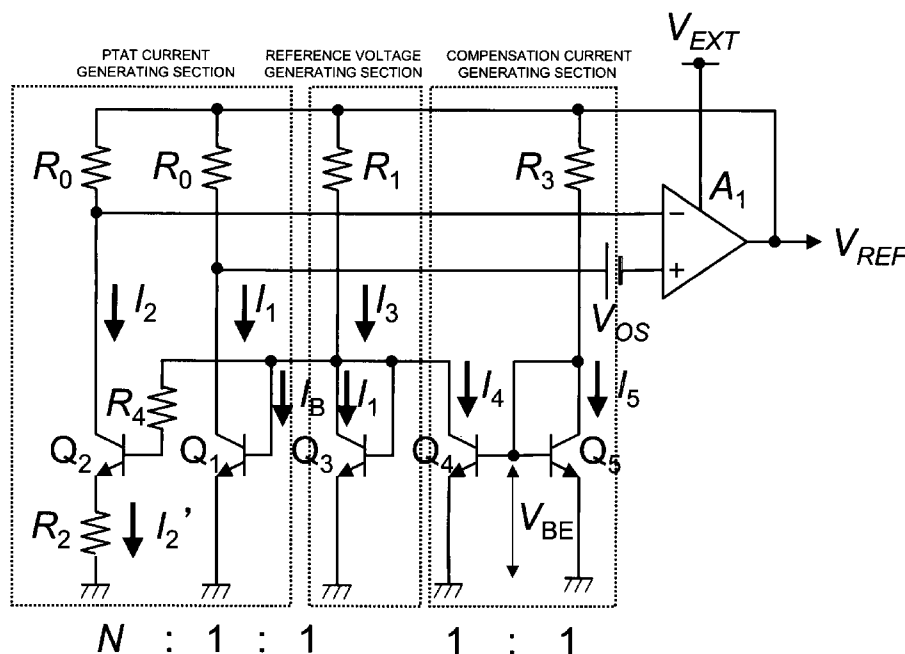 PTAT CURRENT
GENERATING SECTION
REFERENCE VOLTAGE
GENERATING SECTION
COMPENSATION CURRENT
GENERATING SECTION
V_EXT
R_0
R_0
R_1
R_3
A_1
−
+
V_REF
V_OS
I_2
I_1
I_3
R_4
I_B
I_1
I_4
I_5
Q_2
Q_1
Q_3
Q_4
Q_5
R_2
I_2'
V_BE
N : 1 : 1 1 : 1